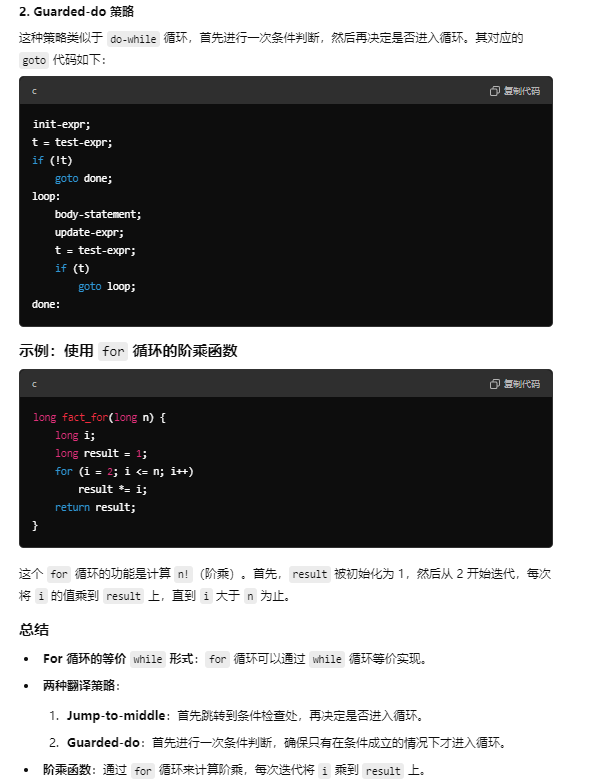 2. Guarded-do 策略
这种策略类似于 do-while 循环，首先进行一次条件判断，然后再决定是否进入循环。其对应的
goto 代码如下：
c
复制代码
init-expr;
t = test-expr;
if (!t)
    goto done;
loop:
    body-statement;
    update-expr;
    t = test-expr;
    if (t)
        goto loop;
done:
示例：使用 for 循环的阶乘函数
c
复制代码
long fact_for(long n) {
    long i;
    long result = 1;
    for (i = 2; i <= n; i++)
        result *= i;
    return result;
}
这个 for 循环的功能是计算 n!（阶乘）。首先，result 被初始化为 1，然后从 2 开始迭代，每次
将 i 的值乘到 result 上，直到 i 大于 n 为止。
总结
• For 循环的等价 while 形式：for 循环可以通过 while 循环等价实现。
• 两种翻译策略：
1. Jump-to-middle：首先跳转到条件检查处，再决定是否进入循环。
2. Guarded-do：首先进行一次条件判断，确保只有在条件成立的情况下才进入循环。
• 阶乘函数：通过 for 循环来计算阶乘，每次迭代将 i 乘到 result 上。